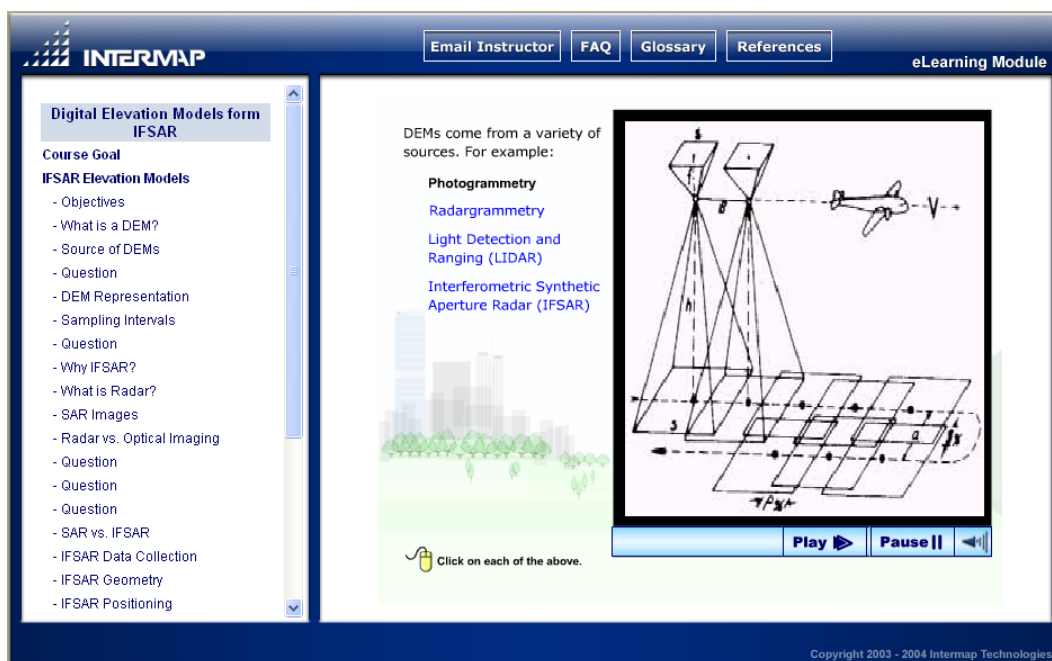 INTERMAP
Email Instructor
FAQ
Glossary
References
eLearning Module
Digital Elevation Models form
IFSAR
Course Goal
IFSAR Elevation Models
- Objectives
- What is a DEM?
- Source of DEMs
- Question
- DEM Representation
- Sampling Intervals
- Question
- Why IFSAR?
- What is Radar?
- SAR Images
- Radar vs. Optical Imaging
- Question
- Question
- Question
- SAR vs. IFSAR
- IFSAR Data Collection
- IFSAR Geometry
- IFSAR Positioning
DEMs come from a variety of
sources. For example:
Photogrammetry
Radargrammetry
Light Detection and
Ranging (LIDAR)
Interferometric Synthetic
Aperture Radar (IFSAR)
Click on each of the above.
s
f
B
V
h
s
a
Play
Pause
Copyright 2003 - 2004 Intermap Technologies